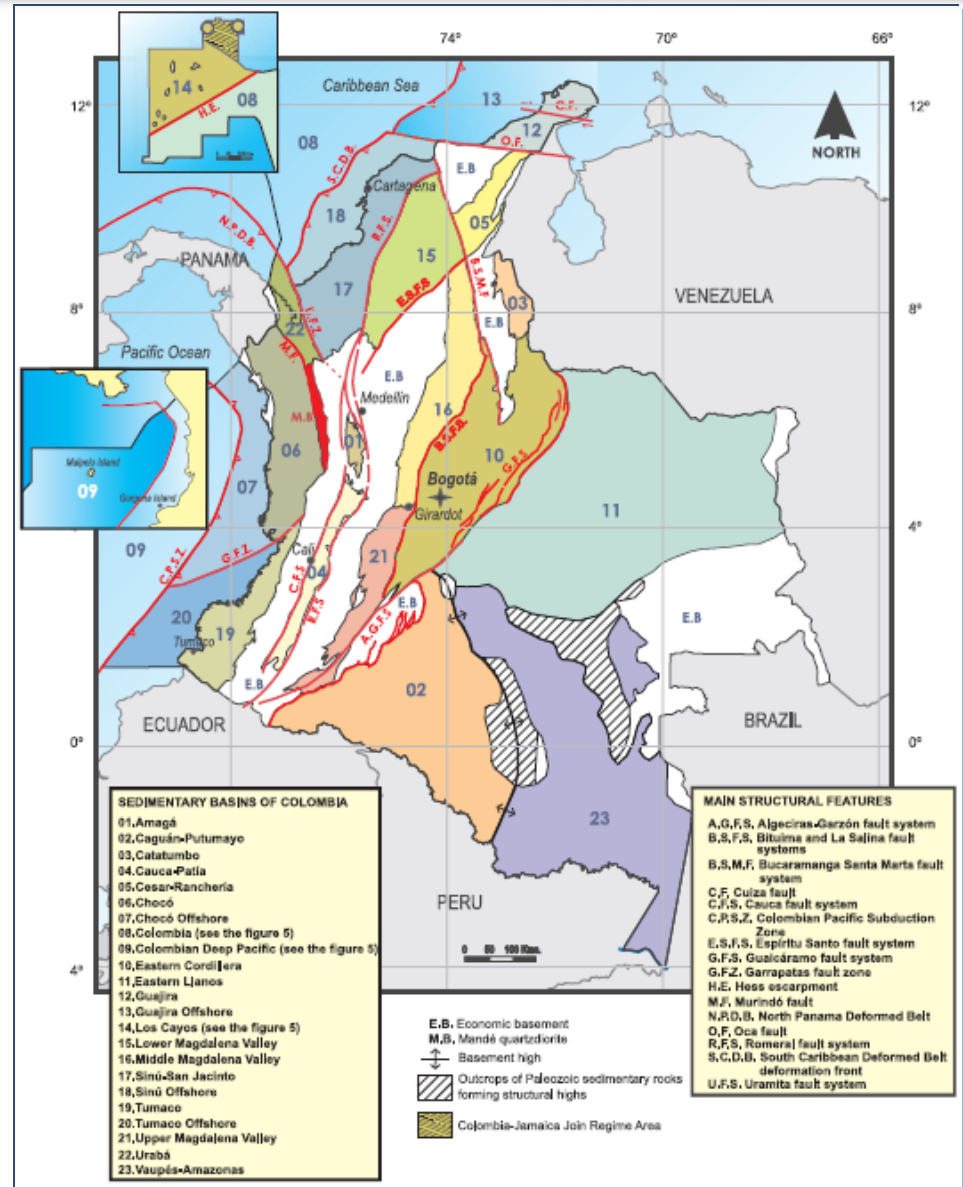 74°
70°
66°
12°
8°
4°
0°
4°
12°
8°
4°
0°
14
08
H.E.
Caribbean Sea
13
C.F.
12
O.F.
08
S.C.D.B.
E.B
Cartagena
18
R.F.S.
05
NORTH
N.P.D.B.
15
PANAMA
17
E.S.F.S
B.S.M.F
03
VENEZUELA
22
U.F.Z.
E.B
M.F.
Pacific Ocean
E.B
Medellín
16
M.B
01
B.S.F.B.
06
10
G.F.S
Malpelo Island
09
Gorgona Island
07
Bogotá
Girardot
11
09
C.P.S.Z.
G.F.Z.
Cali
04
C.F.S
R.F.S
21
E.B
20
19
Tumaco
A.G.F.S
E.B
E.B
02
ECUADOR
BRAZIL
23
PERU
0 50 100 Kms.
SEDIMENTARY BASINS OF COLOMBIA
01.Amagá
02.Caguán-Putumayo
03.Catatumbo
04.Cauca-Patía
05.Cesar-Ranchería
06.Chocó
07.Chocó Offshore
08.Colombia (see the figure 5)
09.Colombian Deep Pacific (see the figure 5)
10.Eastern Cordillera
11.Eastern Llanos
12.Guajira
13.Guajira Offshore
14.Los Cayos (see the figure 5)
15.Lower Magdalena Valley
16.Middle Magdalena Valley
17.Sinú-San Jacinto
18.Sinú Offshore
19.Tumaco
20.Tumaco Offshore
21.Upper Magdalena Valley
22.Urabá
23.Vaupés-Amazonas
E.B. Economic basement
M.B. Mandé quartzdiorite
Basement high
Outcrops of Paleozoic sedimentary rocks
forming structural highs
Colombia-Jamaica Join Regime Area
MAIN STRUCTURAL FEATURES
A.G.F.S. Algeciras-Garzón fault system
B.S.F.S. Bituima and La Salina fault
systems
B.S.M.F. Bucaramanga Santa Marta fault
system
C.F. Cuiza fault
C.F.S. Cauca fault system
C.P.S.Z. Colombian Pacific Subduction
Zone
E.S.F.S. Espíritu Santo fault system
G.F.S. Guaicáramo fault system
G.F.Z. Garrapatas fault zone
H.E. Hess escarpment
M.F. Murindó fault
N.P.D.B. North Panama Deformed Belt
O.F. Oca fault
R.F.S. Romeral fault system
S.C.D.B. South Caribbean Deformed Belt
deformation front
U.F.S. Uramita fault system